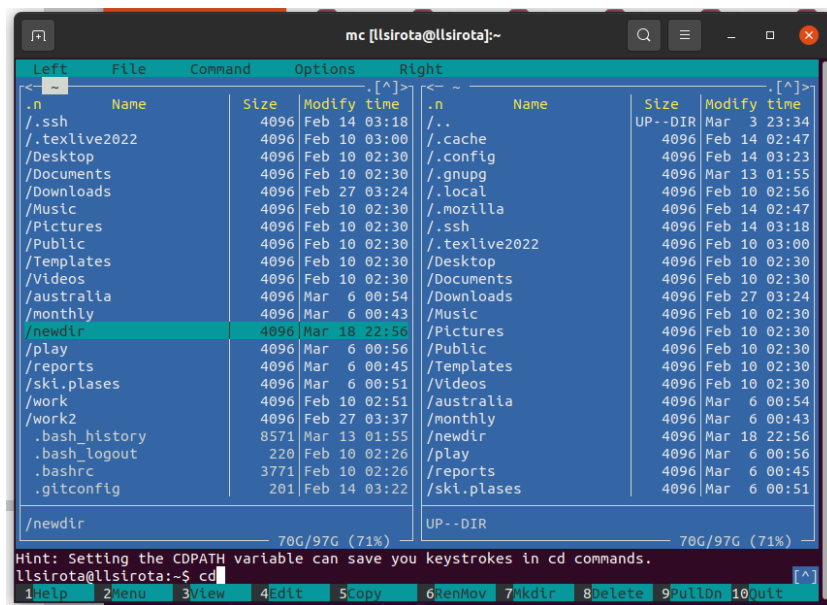 mc [llsirota@llsirota]:~
Left File Command Options Right
<- ~ .[^]>
.n Name Size Modify time
/.ssh 4096 Feb 14 03:18
/.texlive2022 4096 Feb 10 03:00
/Desktop 4096 Feb 10 02:30
/Documents 4096 Feb 10 02:30
/Downloads 4096 Feb 27 03:24
/Music 4096 Feb 10 02:30
/Pictures 4096 Feb 10 02:30
/Public 4096 Feb 10 02:30
/Templates 4096 Feb 10 02:30
/Videos 4096 Feb 10 02:30
/australia 4096 Mar 6 00:54
/monthly 4096 Mar 6 00:43
/newdir 4096 Mar 18 22:56
/play 4096 Mar 6 00:56
/reports 4096 Mar 6 00:45
/ski.plases 4096 Mar 6 00:51
/work 4096 Feb 10 02:51
/work2 4096 Feb 27 03:37
.bash_history 8571 Mar 13 01:55
.bash_logout 220 Feb 10 02:26
.bashrc 3771 Feb 10 02:26
.gitconfig 201 Feb 14 03:22
/newdir
70G/97G (71%)
<- ~ .[^]>
.n Name Size Modify time
/.. UP--DIR Mar 3 23:34
/.cache 4096 Feb 14 02:47
/.config 4096 Feb 14 03:23
/.gnupg 4096 Mar 13 01:55
/.local 4096 Feb 10 02:56
/.mozilla 4096 Feb 14 02:47
/.ssh 4096 Feb 14 03:18
/.texlive2022 4096 Feb 10 03:00
/Desktop 4096 Feb 10 02:30
/Documents 4096 Feb 10 02:30
/Downloads 4096 Feb 27 03:24
/Music 4096 Feb 10 02:30
/Pictures 4096 Feb 10 02:30
/Public 4096 Feb 10 02:30
/Templates 4096 Feb 10 02:30
/Videos 4096 Feb 10 02:30
/australia 4096 Mar 6 00:54
/monthly 4096 Mar 6 00:43
/newdir 4096 Mar 18 22:56
/play 4096 Mar 6 00:56
/reports 4096 Mar 6 00:45
/ski.plases 4096 Mar 6 00:51
UP--DIR
70G/97G (71%)
Hint: Setting the CDPATH variable can save you keystrokes in cd commands.
llsirota@llsirota:~$ cd [^]
1Help 2Menu 3View 4Edit 5Copy 6RenMov 7Mkdir 8Delete 9PullDn 10Quit